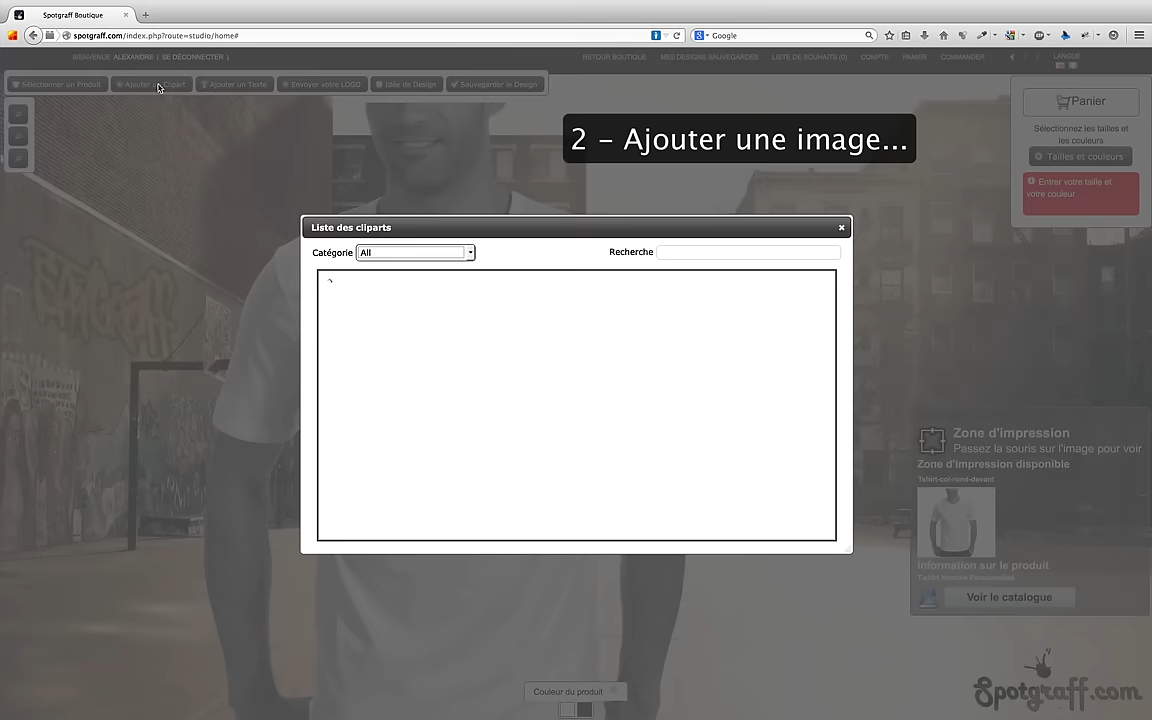 Spotgraff Boutique
spotgraff.com/index.php?route=studio/home#
Google
BIENVENUE ALEXANDRE ( SE DÉCONNECTER )
RETOUR BOUTIQUE MES DESIGNS SAUVEGARDÉS LISTE DE SOUHAITS (0) COMPTE PANIER COMMANDER € LANGUE
Sélectionner un Produit Ajouter un Clipart Ajouter un Texte Envoyer votre LOGO Idée de Design Sauvegarder le Design
2 – Ajouter une image...
Panier
Sélectionnez les tailles et
les couleurs
Tailles et couleurs
Entrer votre taille et
votre couleur
Liste des cliparts
Catégorie All Recherche
Zone d'impression
Passez la souris sur l'image pour voir
Zone d'impression disponible
Tshirt-col-rond-devant
Information sur le produit
Voir le catalogue
Couleur du produit
Spotgraff.com